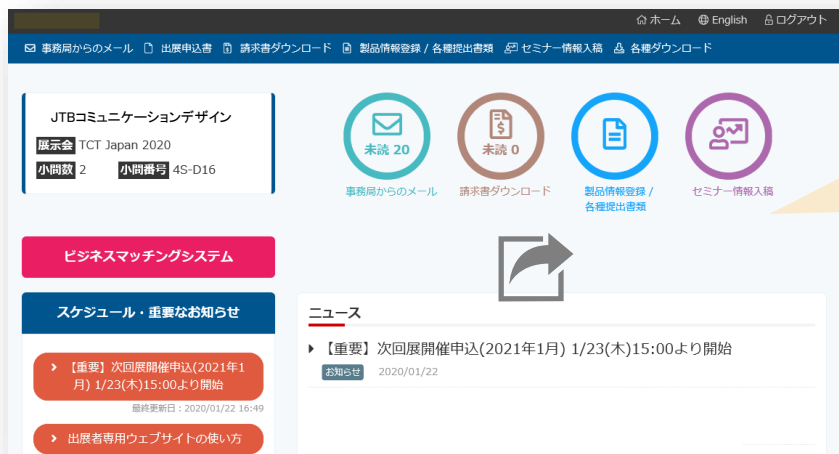 ホーム English ログアウト
事務局からのメール 出展申込書 請求書ダウンロード 製品情報登録 / 各種提出書類 セミナー情報入稿 各種ダウンロード
JTBコミュニケーションデザイン
展示会 TCT Japan 2020
小間数 2 小間番号 4S-D16
未読 20
事務局からのメール
未読 0
請求書ダウンロード
製品情報登録 /
各種提出書類
セミナー情報入稿
ビジネスマッチングシステム
スケジュール・重要なお知らせ
【重要】次回展開催申込(2021年1
月) 1/23(木)15:00より開始
最終更新日：2020/01/22 16:49
出展者専用ウェブサイトの使い方
ニュース
【重要】次回展開催申込(2021年1月) 1/23(木)15:00より開始
お知らせ 2020/01/22